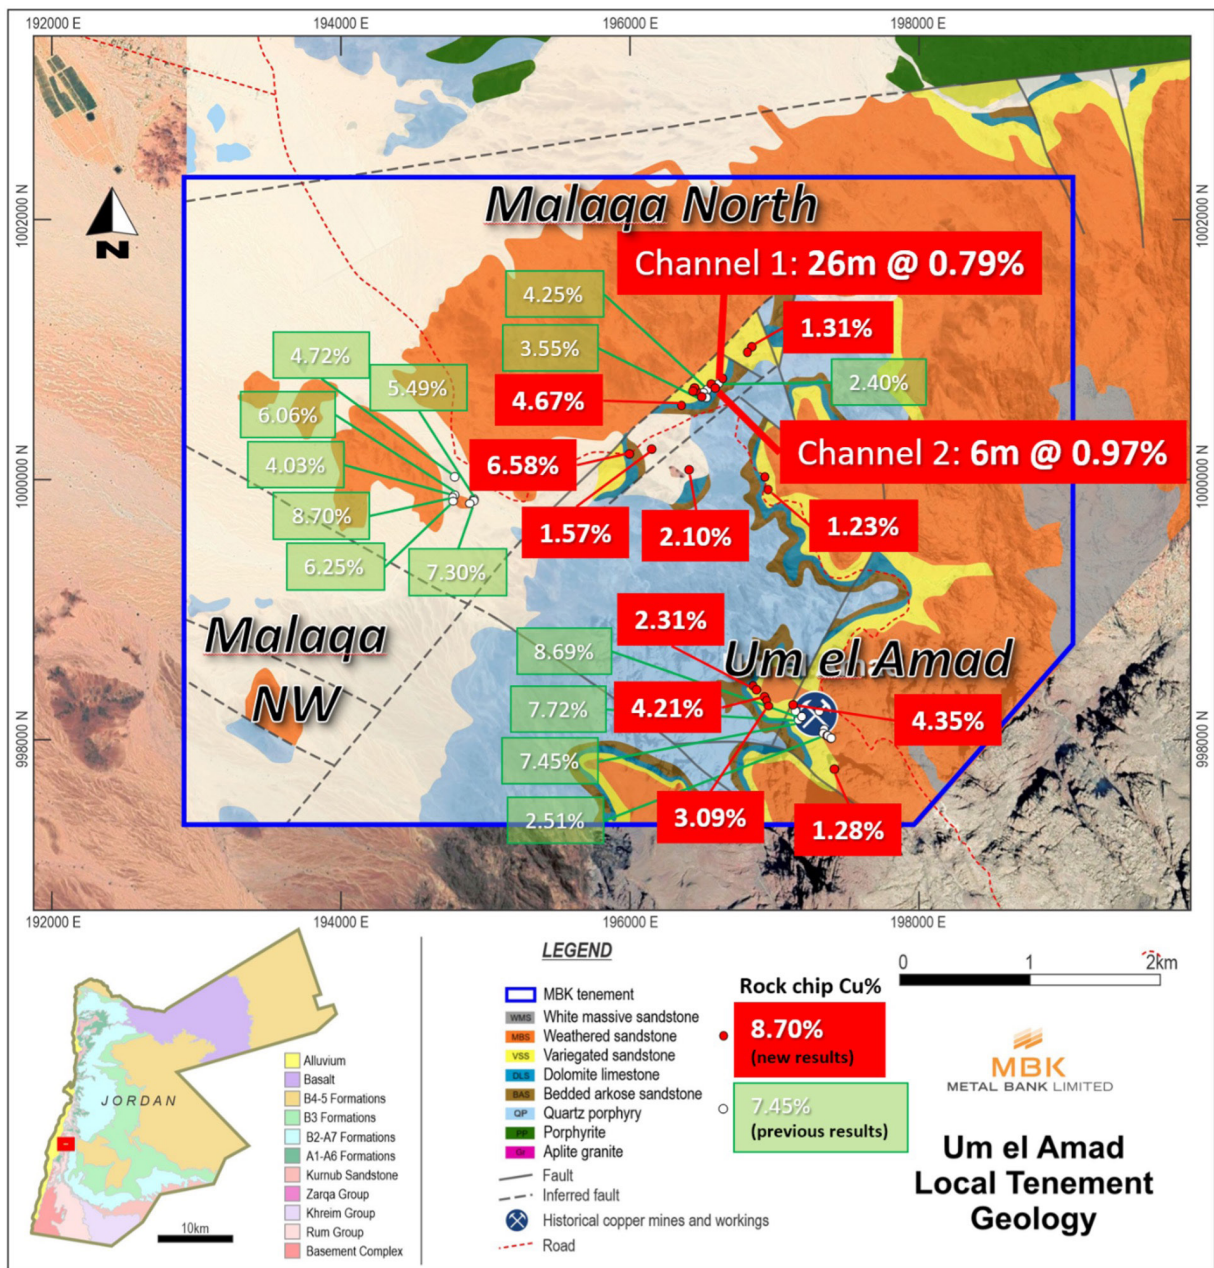 192000 E
194000 E
196000 E
198000 E
1002000 N
1002000 N
1000000 N
1000000 N
998000 N
998000 N
N
Malaqa North
Channel 1: 26m @ 0.79%
4.25%
1.31%
3.55%
4.72%
5.49%
2.40%
4.67%
6.06%
Channel 2: 6m @ 0.97%
6.58%
4.03%
8.70%
1.57%
2.10%
1.23%
6.25%
7.30%
2.31%
Malaqa
NW
8.69%
Um el Amad
7.72%
4.21%
4.35%
7.45%
2.51%
3.09%
1.28%
192000 E
194000 E
196000 E
198000 E
JORDAN
10km
Alluvium
Basalt
B4-5 Formations
B3 Formations
B2-A7 Formations
A1-A6 Formations
Kurnub Sandstone
Zarqa Group
Khreim Group
Rum Group
Basement Complex
LEGEND
MBK tenement
WMS White massive sandstone
MBS Weathered sandstone
VSS Variegated sandstone
DLS Dolomite limestone
BAS Bedded arkose sandstone
QP Quartz porphyry
PP Porphyrite
Gr Aplite granite
Fault
Inferred fault
Historical copper mines and workings
Road
Rock chip Cu%
8.70%
(new results)
7.45%
(previous results)
0 1 2km
MBK
METAL BANK LIMITED
Um el Amad
Local Tenement
Geology